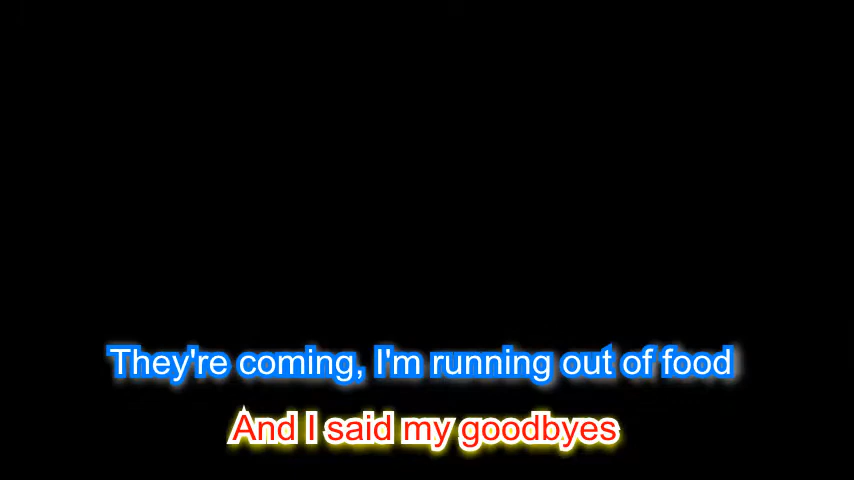 They're coming, I'm running out of food
And I said my goodbyes